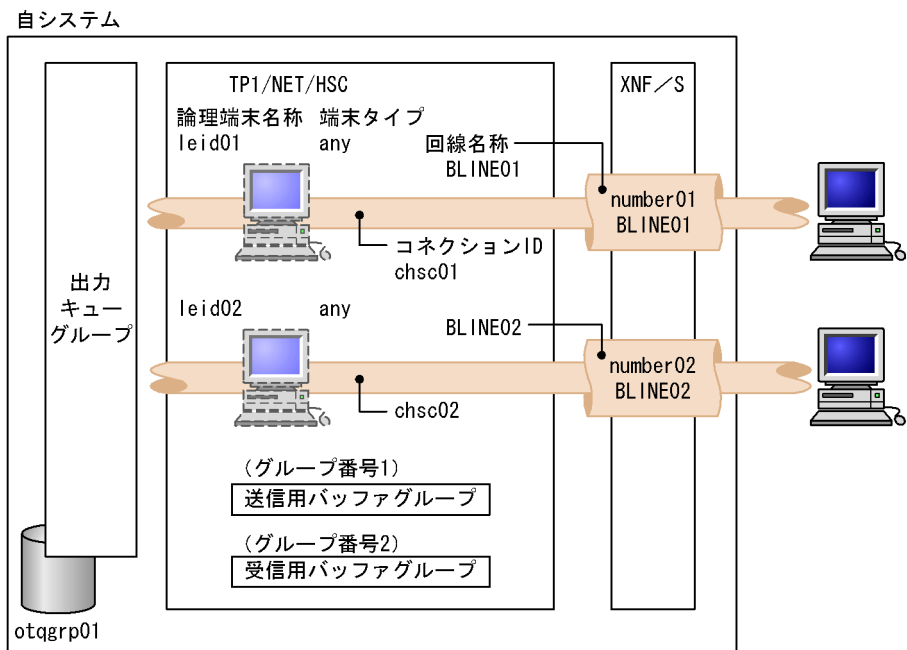 自システム
TP1/NET/HSC
XNF/S
論理端末名称 端末タイプ
leid01 any
回線名称
BLINE01
number01
BLINE01
コネクションID
chsc01
出力
キュー
グループ
leid02 any
BLINE02
number02
BLINE02
chsc02
(グループ番号1)
送信用バッファグループ
(グループ番号2)
受信用バッファグループ
otqgrp01